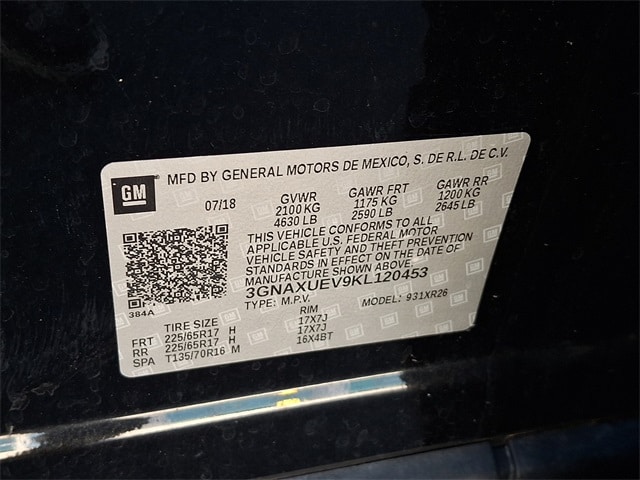 GM MFD BY GENERAL MOTORS DE MEXICO, S. DE R.L. DE C.V.
07/18 GVWR GAWR FRT GAWR RR
2100 KG 1175 KG 1200 KG
4630 LB 2590 LB 2645 LB
THIS VEHICLE CONFORMS TO ALL
APPLICABLE U.S. FEDERAL MOTOR
VEHICLE SAFETY AND THEFT PREVENTION
STANDARDS IN EFFECT ON THE DATE OF
MANUFACTURE SHOWN ABOVE.
3GNAXUEV9KL120453
TYPE: M.P.V. MODEL: 931XR26
384A
TIRE SIZE RIM
FRT 225/65R17 H 17X7J
RR 225/65R17 H 17X7J
SPA T135/70R16 M 16X4BT